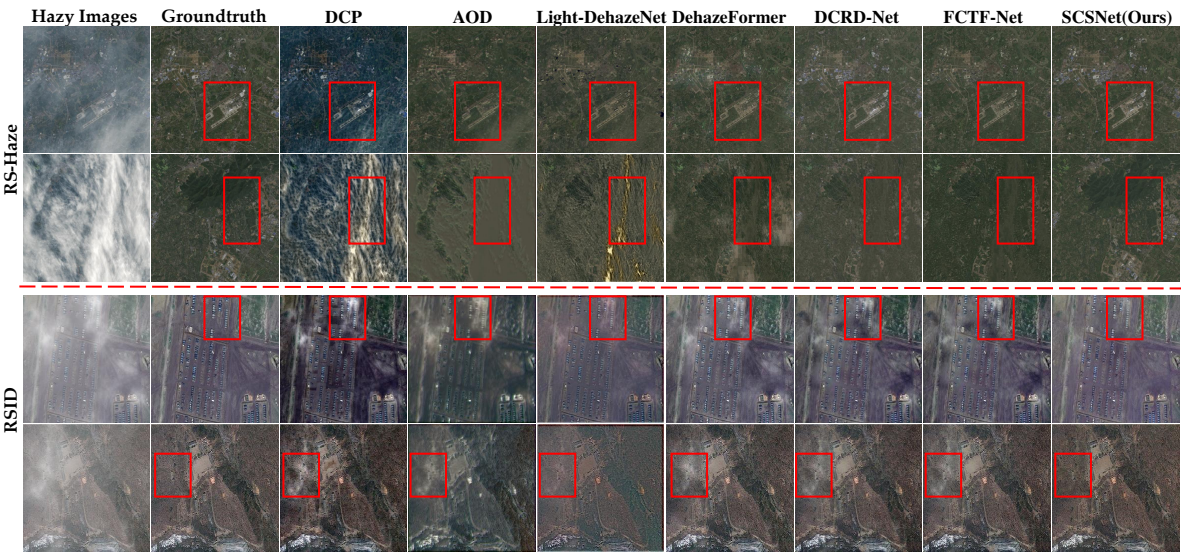 Hazy Images Groundtruth DCP AOD Light-DehazeNet DehazeFormer DCRD-Net FCTF-Net SCSNet(Ours)
RS-Haze
RSID